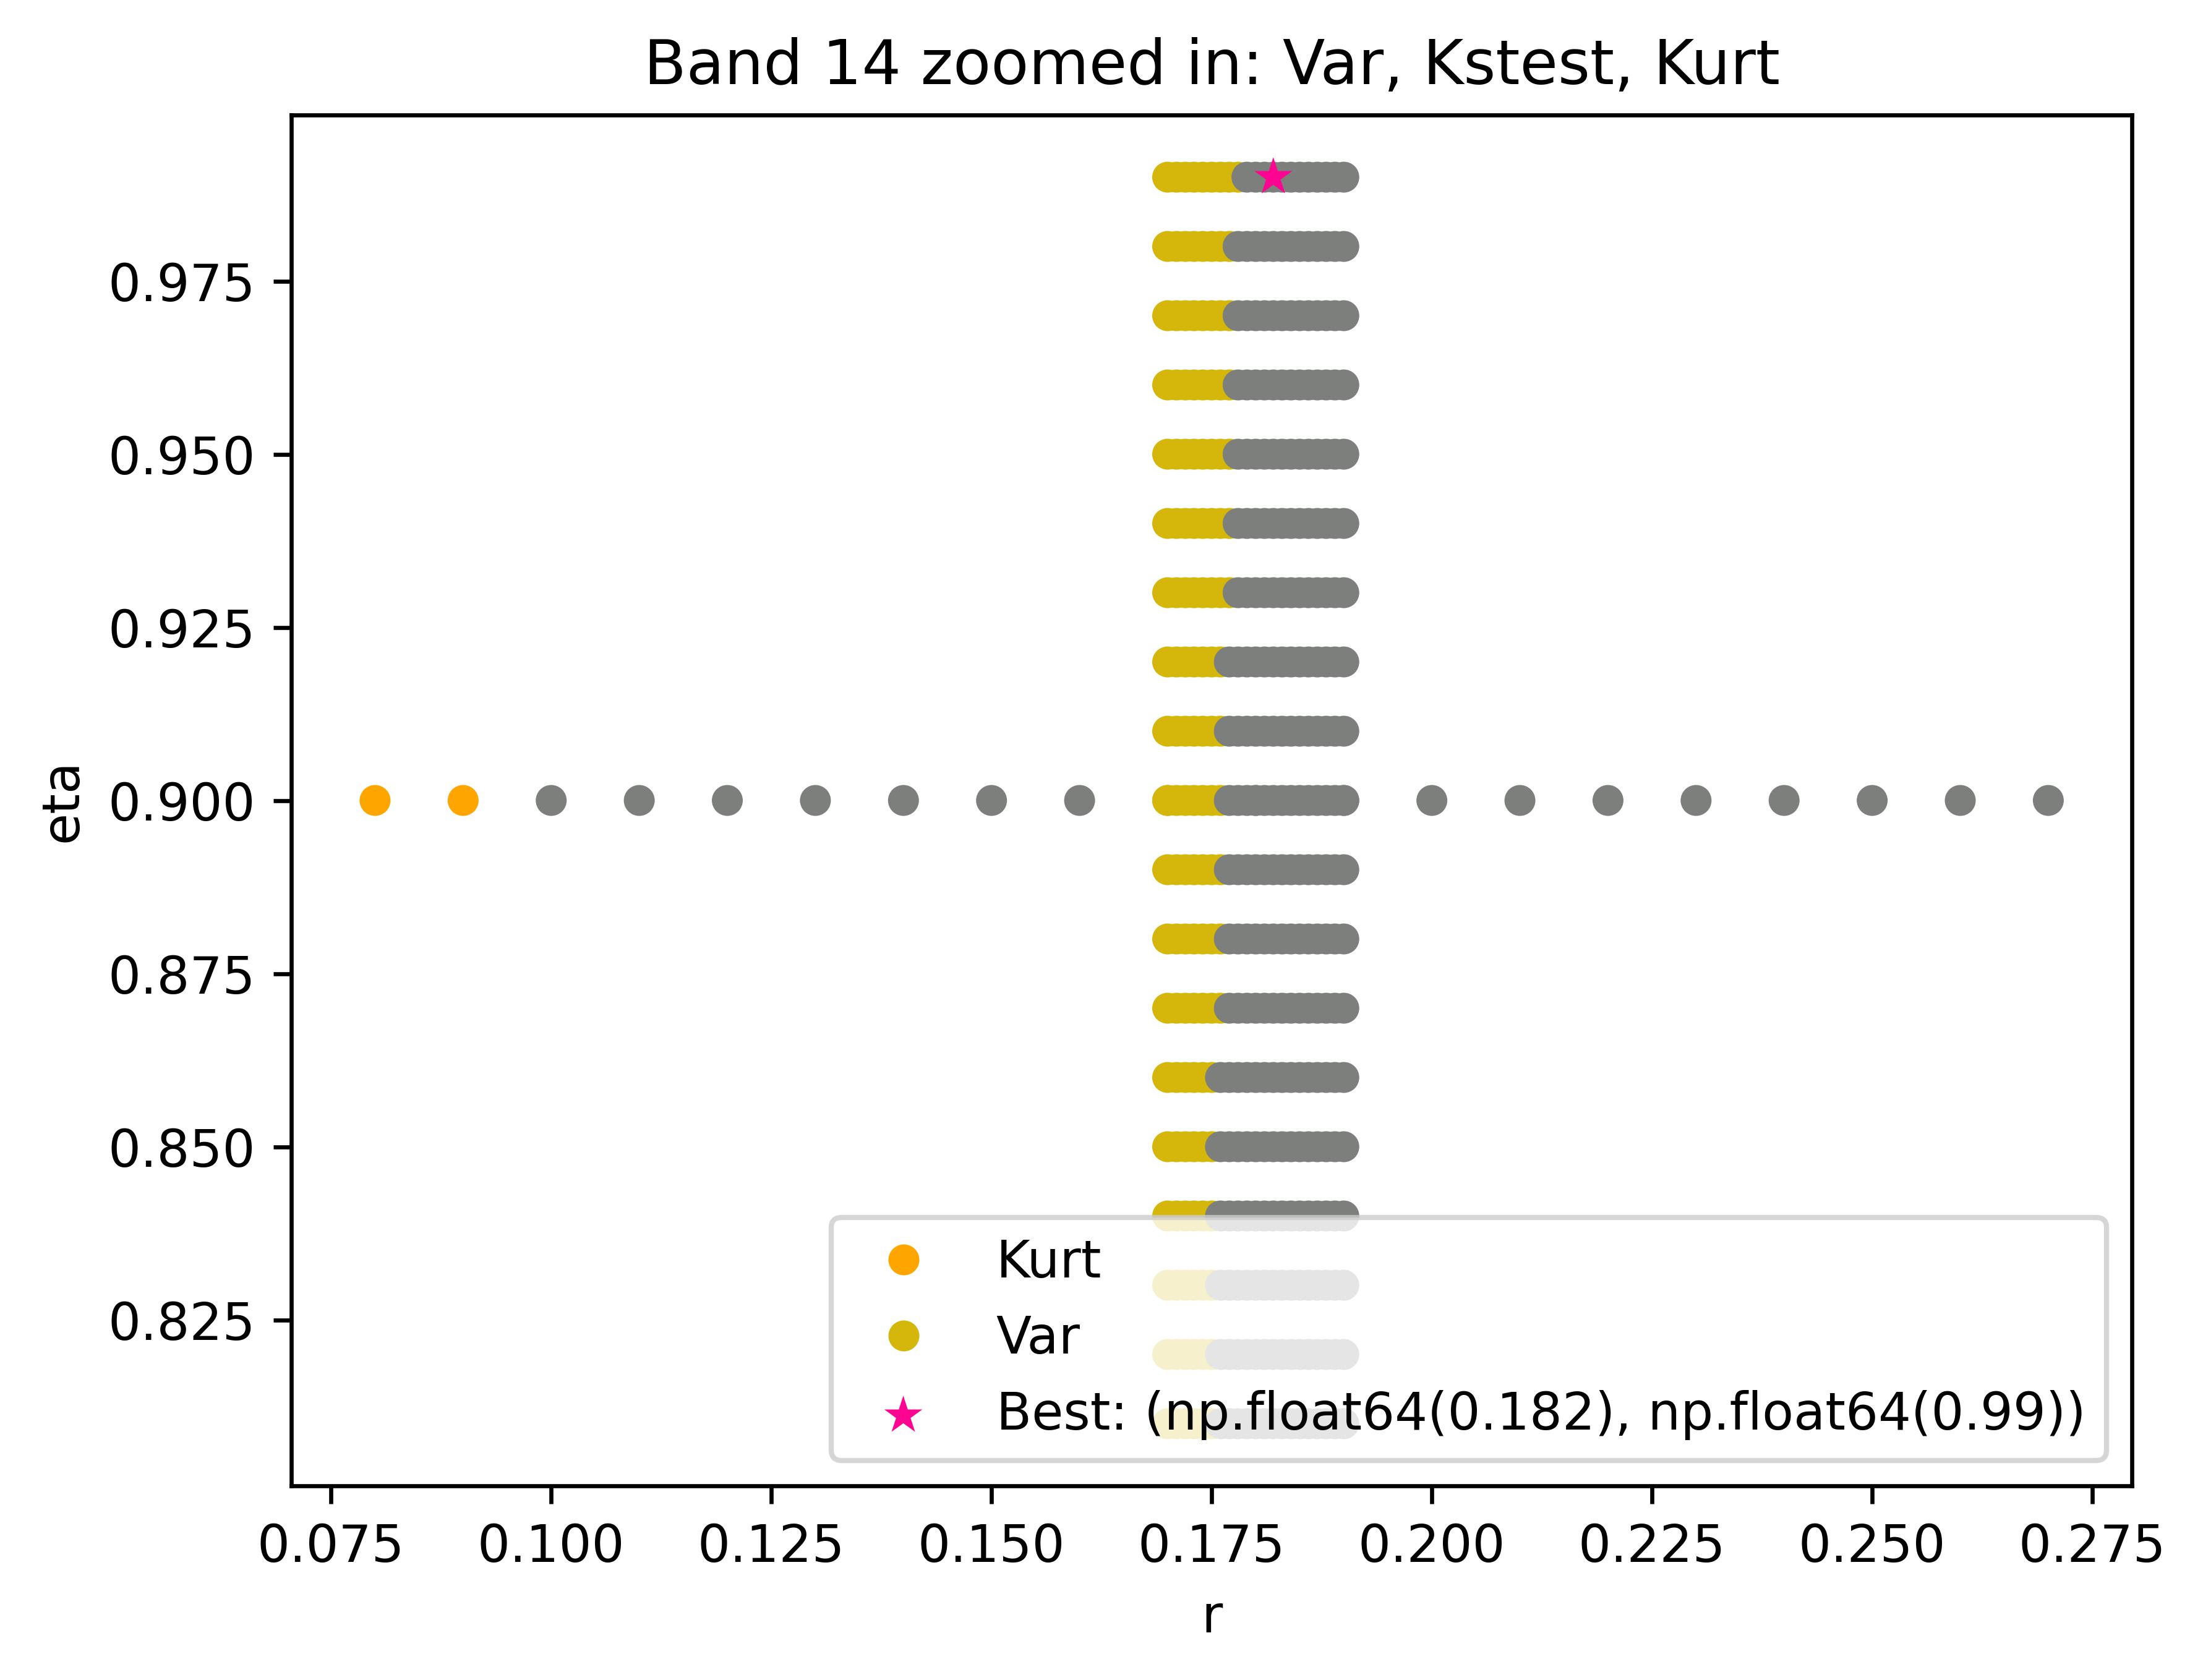 Band 14 zoomed in: Var, Kstest, Kurt
eta
0.975
0.950
0.925
0.900
0.875
0.850
0.825
Kurt
Var
Best: (np.float64(0.182), np.float64(0.99))
0.075 0.100 0.125 0.150 0.175 0.200 0.225 0.250 0.275
r